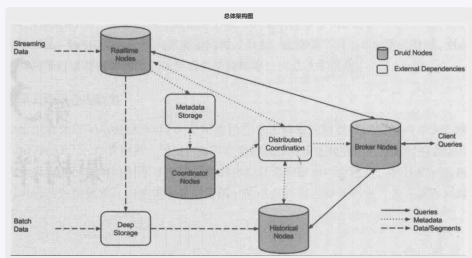 总体架构图
Streaming
Data
Realtime
Nodes
Druid Nodes
External Dependencies
Metadata
Storage
Distributed
Coordination
Broker Nodes
Client
Queries
Coordinator
Nodes
Batch
Data
Deep
Storage
Historical
Nodes
Queries
Metadata
Data/Segments